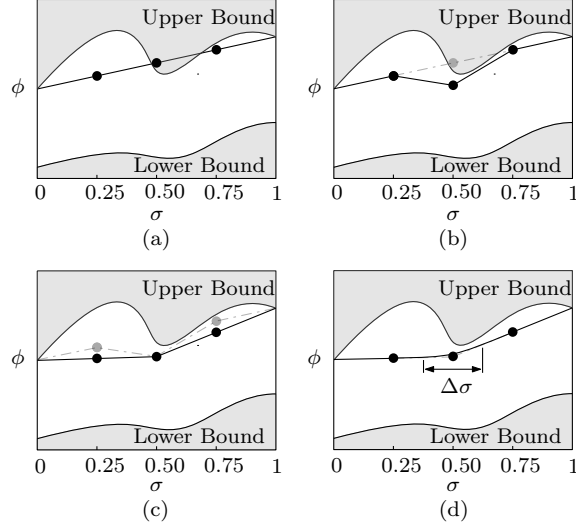 Upper Bound
ϕ
Lower Bound
0 0.25 0.50 0.75 1
σ
(a)
Upper Bound
ϕ
Lower Bound
0 0.25 0.50 0.75 1
σ
(b)
Upper Bound
ϕ
Lower Bound
0 0.25 0.50 0.75 1
σ
(c)
Upper Bound
ϕ
Δσ
Lower Bound
0 0.25 0.50 0.75 1
σ
(d)